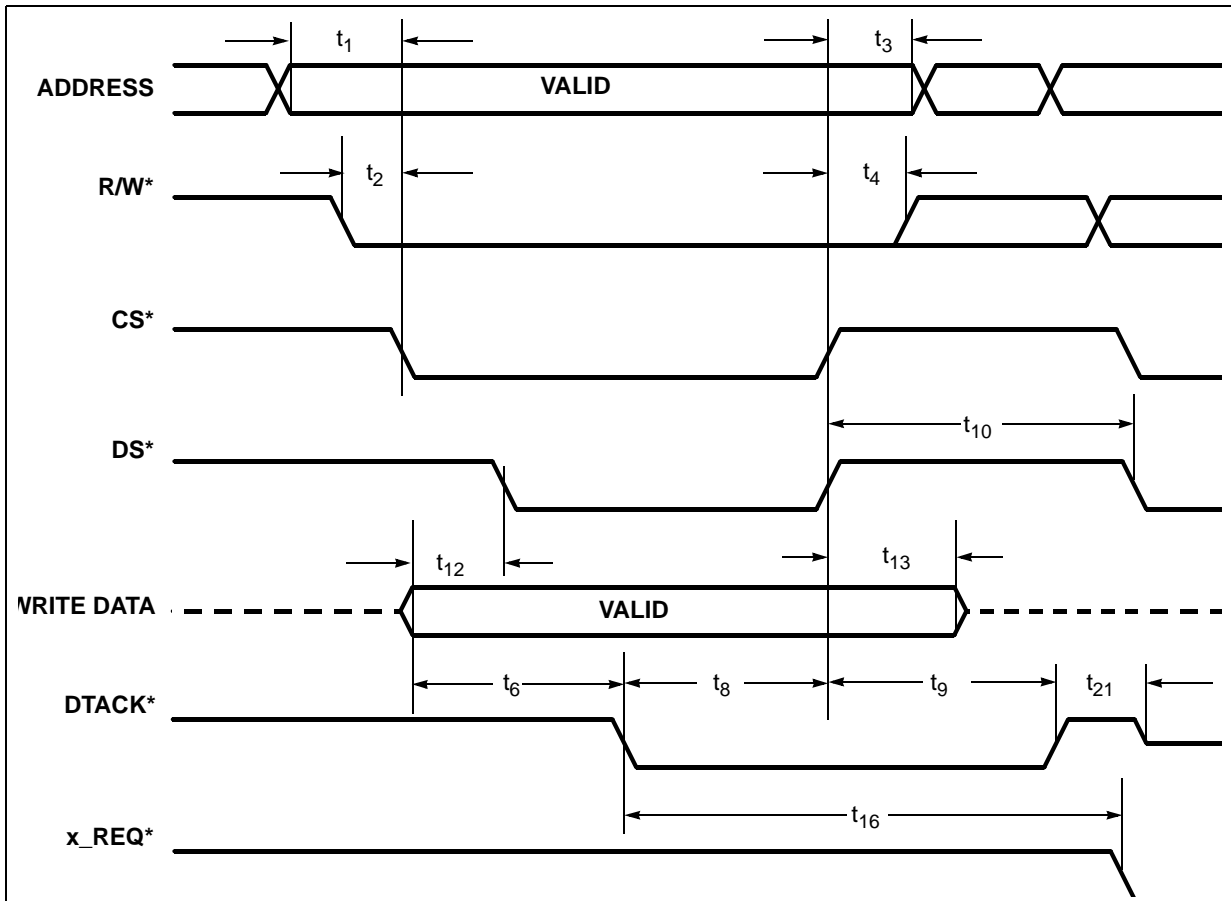 t1
t3
ADDRESS
VALID
t2
t4
R/W*
CS*
t10
DS*
t12
t13
WRITE DATA
VALID
t6
t8
t9
t21
DTACK*
t16
x_REQ*